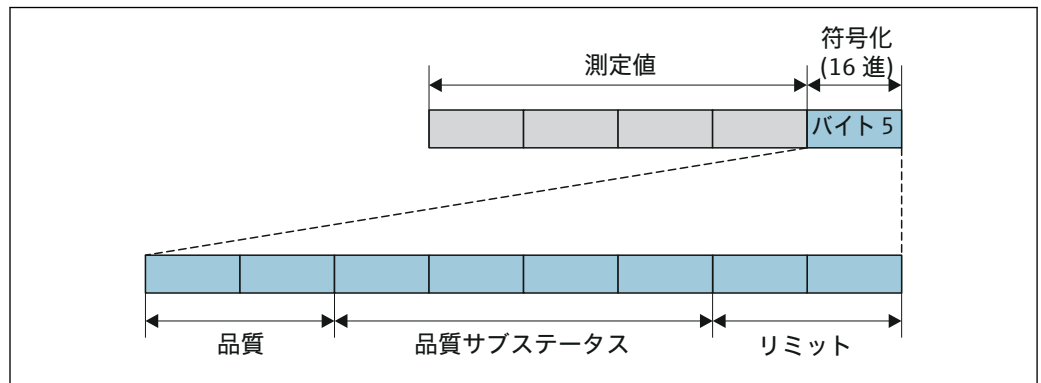 符号化
(16 進)
測定値
バイト 5
品質
品質サブステータス
リミット